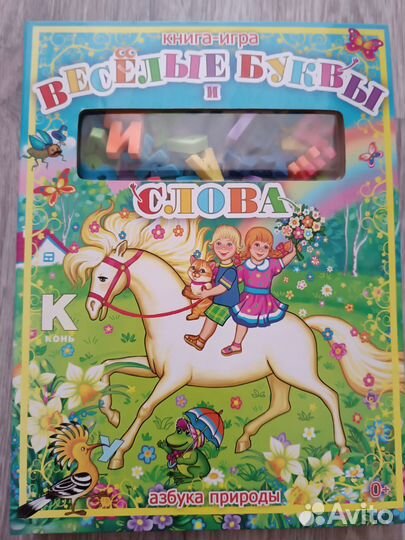 книга-игра
ВЕСЁЛЫЕ БУКВЫ
и
И
СЛОВА
К
конь
У
азбука природы
0+
Avito